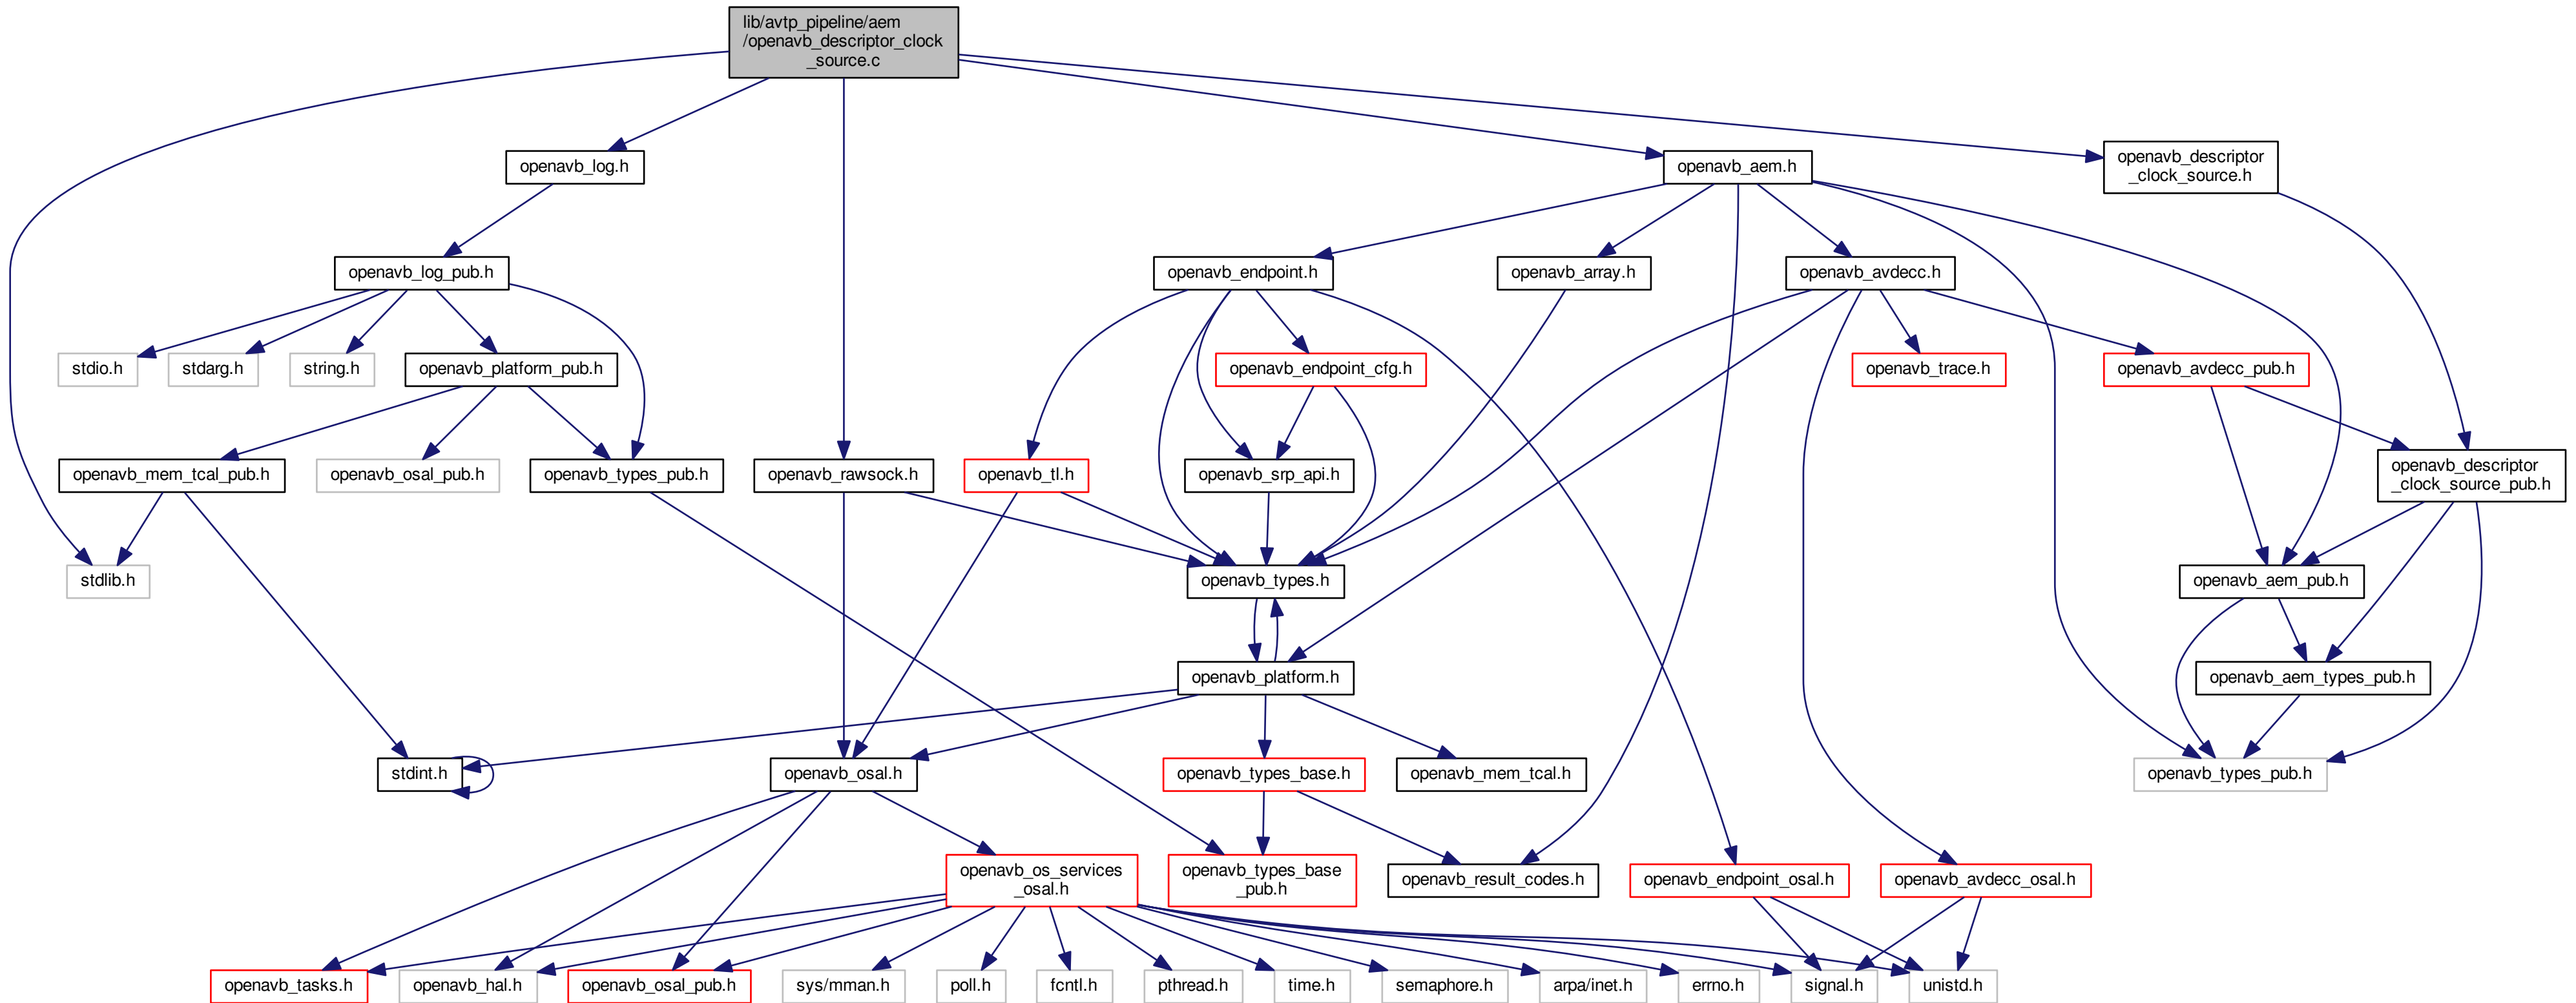 lib/avtp_pipeline/aem
/openavb_descriptor_clock
_source.c
openavb_log.h
openavb_aem.h
openavb_descriptor
_clock_source.h
openavb_log_pub.h
openavb_endpoint.h
openavb_array.h
openavb_avdecc.h
stdio.h
stdarg.h
string.h
openavb_platform_pub.h
openavb_endpoint_cfg.h
openavb_trace.h
openavb_avdecc_pub.h
openavb_mem_tcal_pub.h
openavb_osal_pub.h
openavb_types_pub.h
openavb_rawsock.h
openavb_tl.h
openavb_srp_api.h
openavb_descriptor
_clock_source_pub.h
stdlib.h
openavb_types.h
openavb_aem_pub.h
openavb_platform.h
openavb_aem_types_pub.h
stdint.h
openavb_osal.h
openavb_types_base.h
openavb_mem_tcal.h
openavb_types_pub.h
openavb_os_services
_osal.h
openavb_types_base
_pub.h
openavb_result_codes.h
openavb_endpoint_osal.h
openavb_avdecc_osal.h
openavb_tasks.h
openavb_hal.h
openavb_osal_pub.h
sys/mman.h
poll.h
fcntl.h
pthread.h
time.h
semaphore.h
arpa/inet.h
errno.h
signal.h
unistd.h